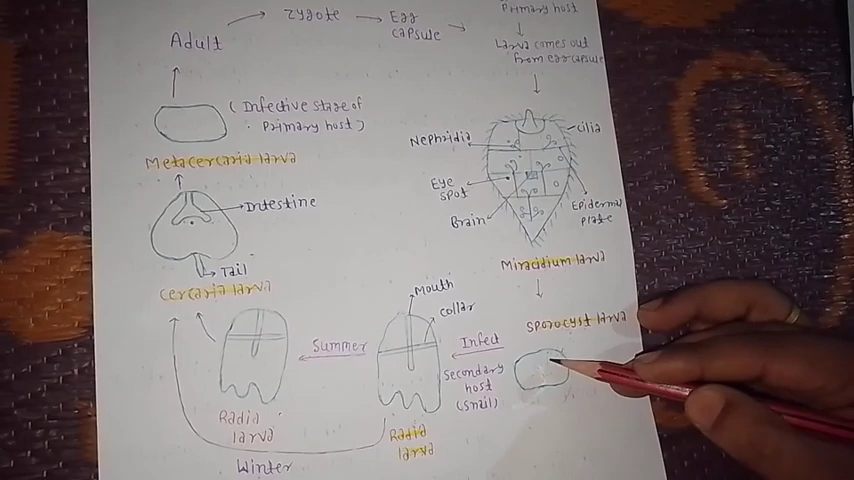 Primary host
Zygote
Egg
capsule
Adult
Larva comes out
from egg capsule
(Infective stage of
Primary host)
Metacercaria larva
Nephridia
cilia
Eye
spot
Brain
Epidermal
plate
Intestine
Miracidium larva
Tail
Cercaria larva
Mouth
collar
Sporocyst larva
Summer
Infect
Secondary
host
(snail)
Radia
larva
Radia
larva
Winter